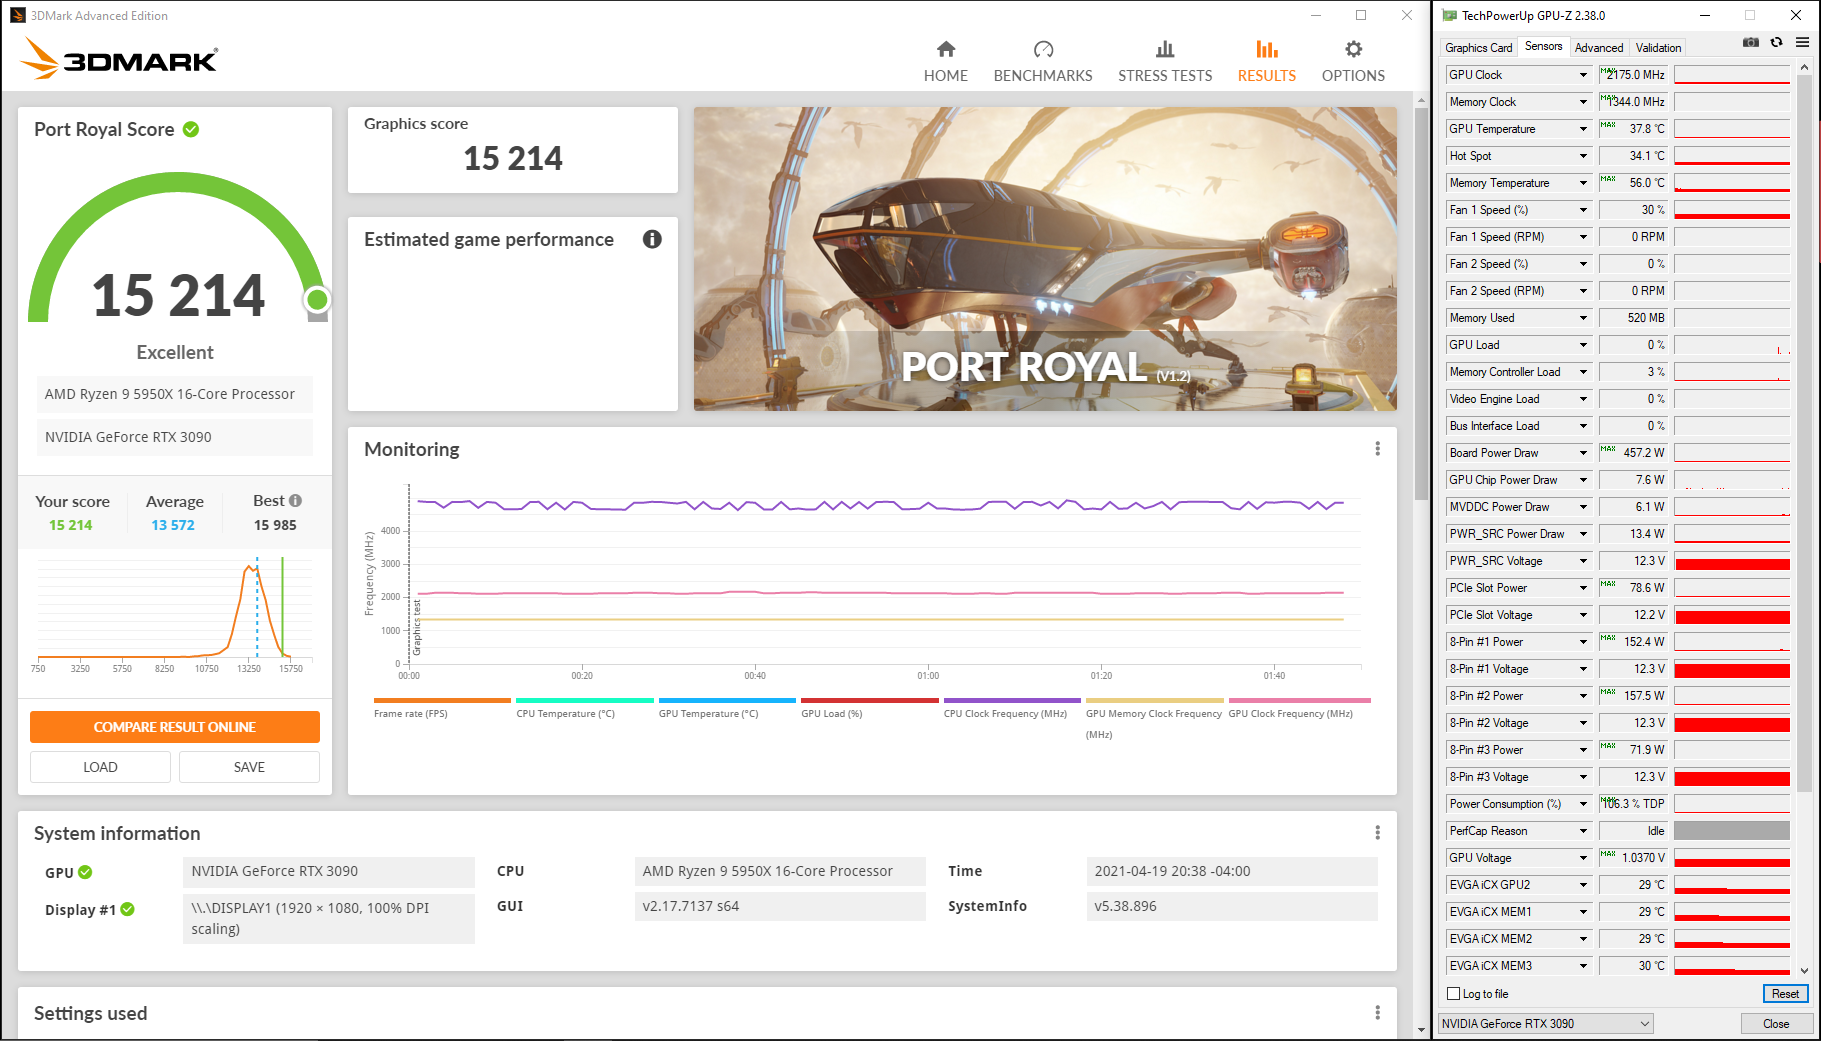 3DMark Advanced Edition
3DMARK
HOME
BENCHMARKS
STRESS TESTS
RESULTS
OPTIONS
Port Royal Score
15 214
Excellent
AMD Ryzen 9 5950X 16-Core Processor
NVIDIA GeForce RTX 3090
Your score Average Best
15 214 13 572 15 985
750 3250 5750 8250 10750 13250 15750
COMPARE RESULT ONLINE
LOAD SAVE
Graphics score
15 214
Estimated game performance
PORT ROYAL (V1.2)
Monitoring
Frequency (MHz)
4000
3000
2000
1000
0
Graphics test
00:00 00:20 00:40 01:00 01:20 01:40
Frame rate (FPS)
CPU Temperature (°C)
GPU Temperature (°C)
GPU Load (%)
CPU Clock Frequency (MHz)
GPU Memory Clock Frequency
(MHz)
GPU Clock Frequency (MHz)
System information
GPU NVIDIA GeForce RTX 3090
Display #1 \\.\DISPLAY1 (1920 × 1080, 100% DPI
scaling)
CPU AMD Ryzen 9 5950X 16-Core Processor
GUI v2.17.7137 s64
Time 2021-04-19 20:38 -04:00
SystemInfo v5.38.896
Settings used
TechPowerUp GPU-Z 2.38.0
Graphics Card Sensors Advanced Validation
GPU Clock MAX 2175.0 MHz
Memory Clock MAX 1344.0 MHz
GPU Temperature MAX 37.8 °C
Hot Spot 34.1 °C
Memory Temperature MAX 56.0 °C
Fan 1 Speed (%) 30 %
Fan 1 Speed (RPM) 0 RPM
Fan 2 Speed (%) 0 %
Fan 2 Speed (RPM) 0 RPM
Memory Used 520 MB
GPU Load 0 %
Memory Controller Load 3 %
Video Engine Load 0 %
Bus Interface Load 0 %
Board Power Draw MAX 457.2 W
GPU Chip Power Draw 7.6 W
MVDDC Power Draw 6.1 W
PWR_SRC Power Draw 13.4 W
PWR_SRC Voltage 12.3 V
PCIe Slot Power MAX 78.6 W
PCIe Slot Voltage 12.2 V
8-Pin #1 Power MAX 152.4 W
8-Pin #1 Voltage 12.3 V
8-Pin #2 Power MAX 157.5 W
8-Pin #2 Voltage 12.3 V
8-Pin #3 Power MAX 71.9 W
8-Pin #3 Voltage 12.3 V
Power Consumption (%) MAX 106.3 % TDP
PerfCap Reason Idle
GPU Voltage MAX 1.0370 V
EVGA iCX GPU2 29 °C
EVGA iCX MEM1 29 °C
EVGA iCX MEM2 29 °C
EVGA iCX MEM3 30 °C
Log to file Reset
NVIDIA GeForce RTX 3090 Close